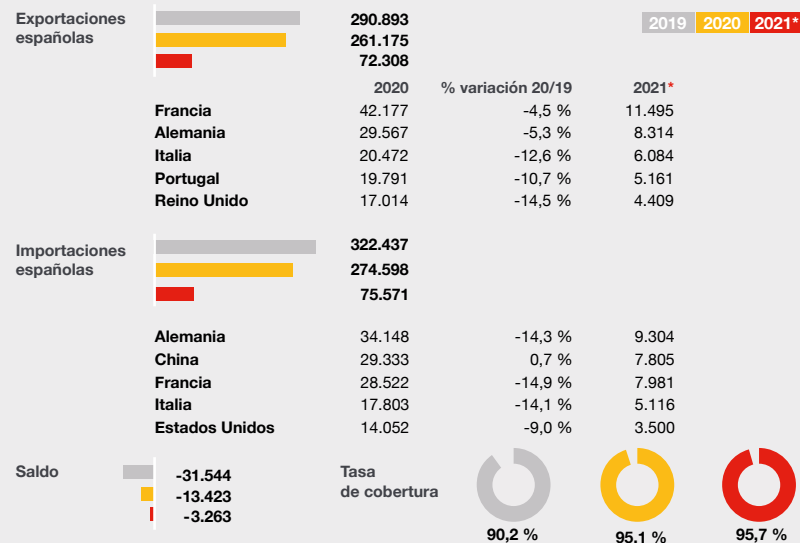 Exportaciones
españolas
290.893
261.175
72.308
2019 2020 2021*
2020 % variación 20/19 2021*
Francia 42.177 -4,5 % 11.495
Alemania 29.567 -5,3 % 8.314
Italia 20.472 -12,6 % 6.084
Portugal 19.791 -10,7 % 5.161
Reino Unido 17.014 -14,5 % 4.409
Importaciones
españolas
322.437
274.598
75.571
Alemania 34.148 -14,3 % 9.304
China 29.333 0,7 % 7.805
Francia 28.522 -14,9 % 7.981
Italia 17.803 -14,1 % 5.116
Estados Unidos 14.052 -9,0 % 3.500
Saldo
-31.544
-13.423
-3.263
Tasa
de cobertura
90,2 % 95,1 % 95,7 %